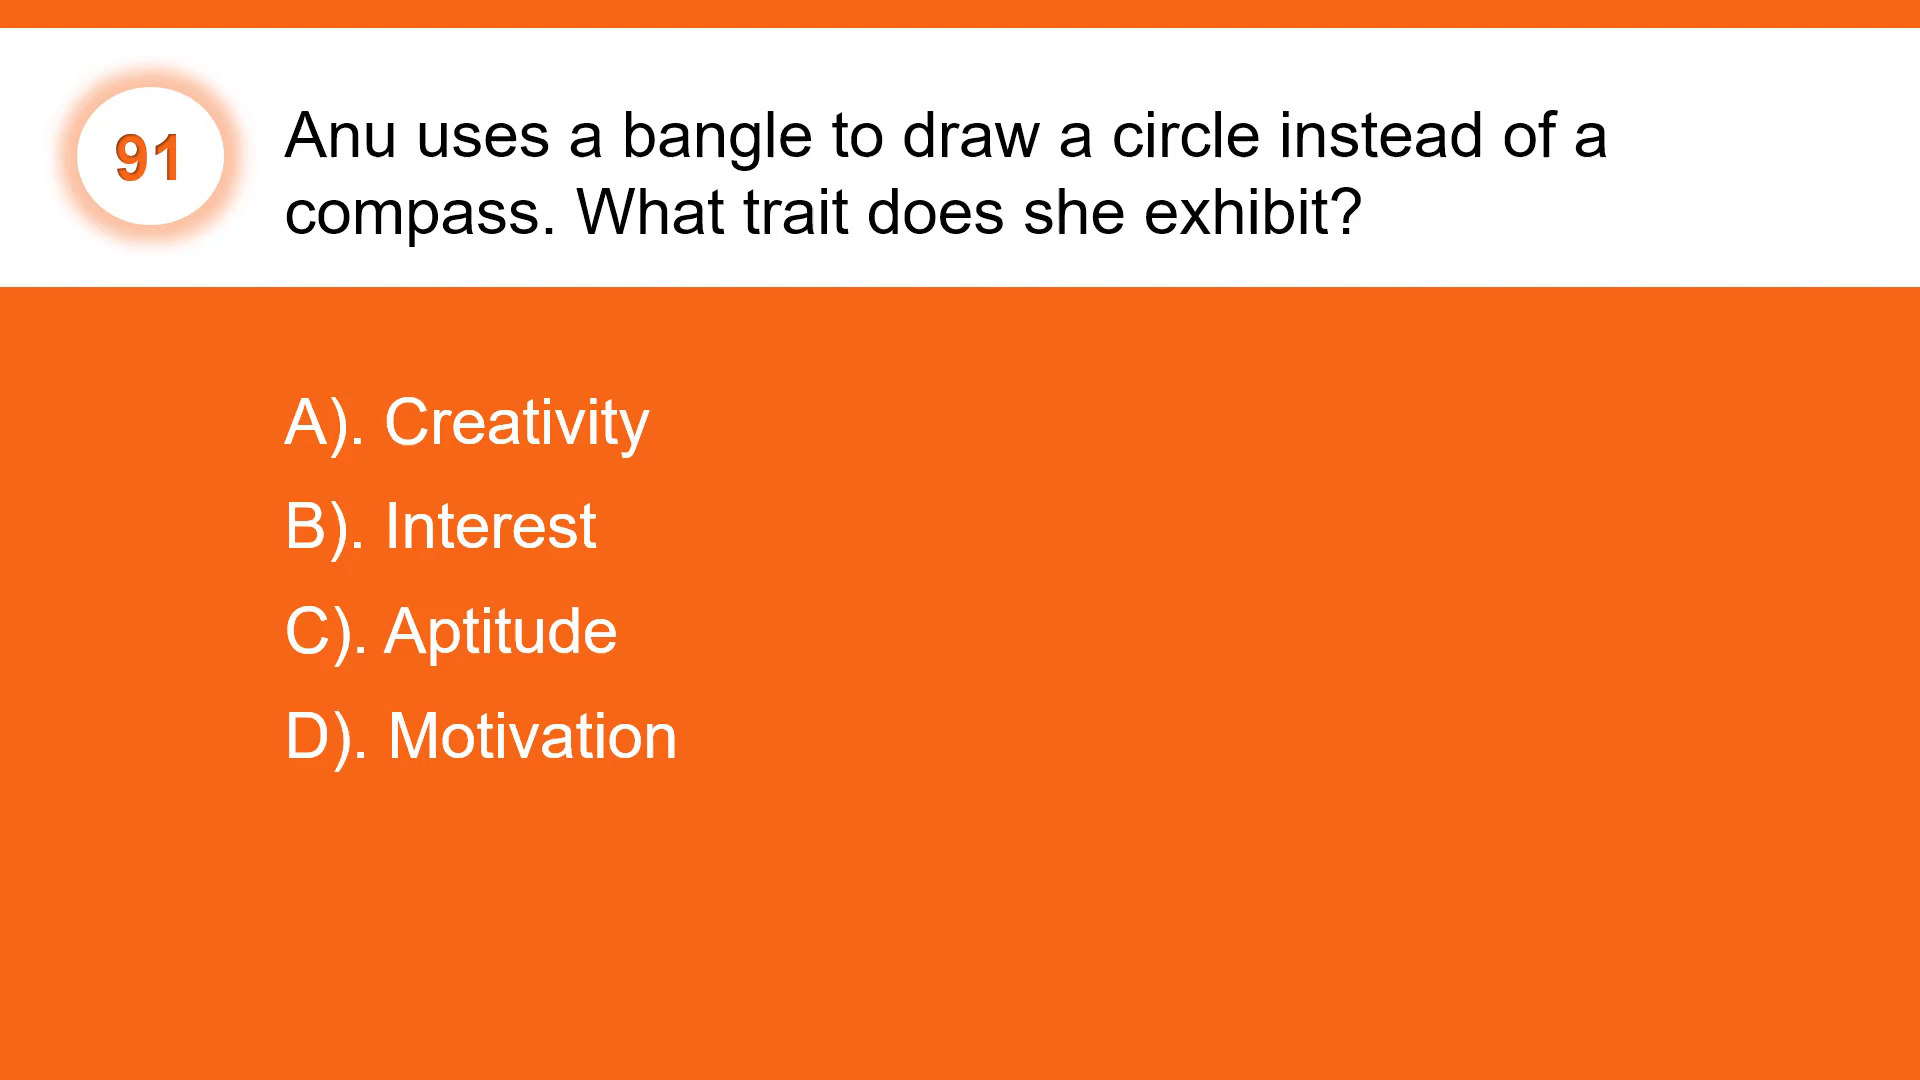 91
Anu uses a bangle to draw a circle instead of a
compass. What trait does she exhibit?
A). Creativity
B). Interest
C). Aptitude
D). Motivation